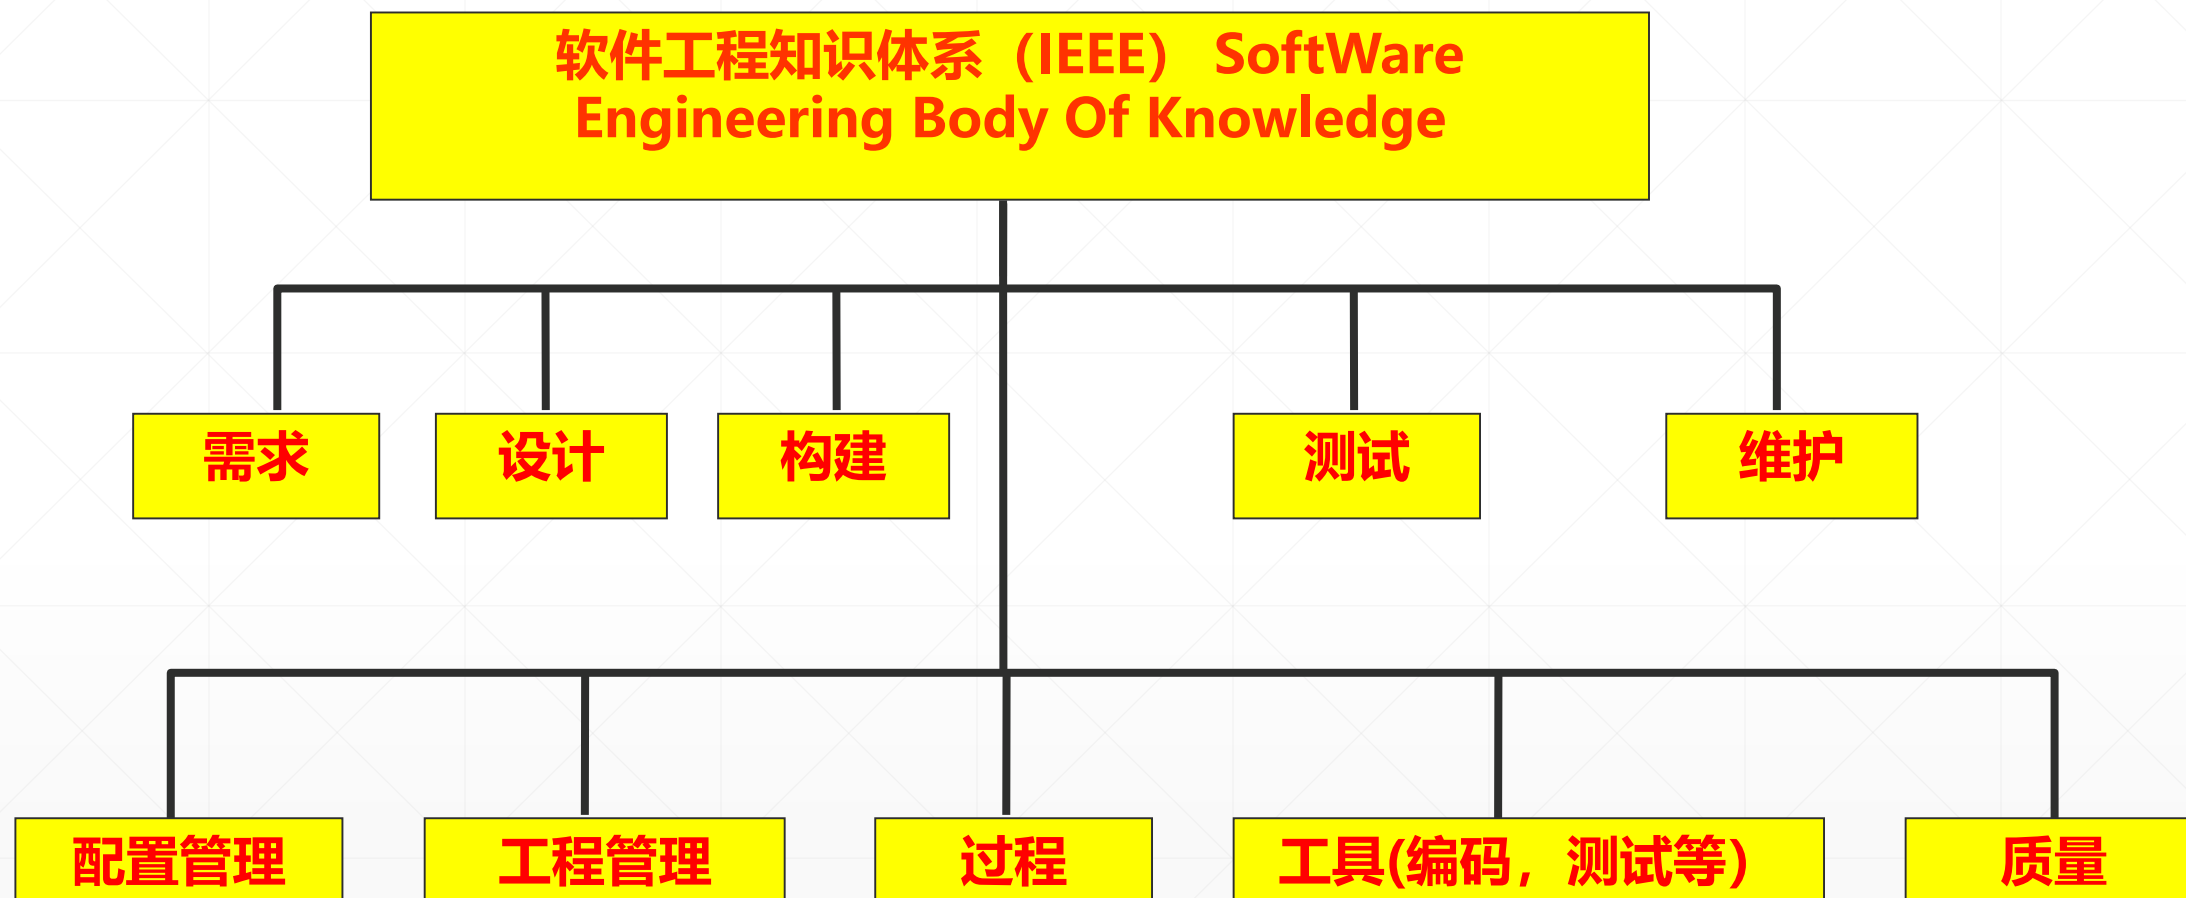 软件工程知识体系（IEEE） SoftWare
Engineering Body Of Knowledge
需求
设计
构建
测试
维护
配置管理
工程管理
过程
工具(编码，测试等）
质量